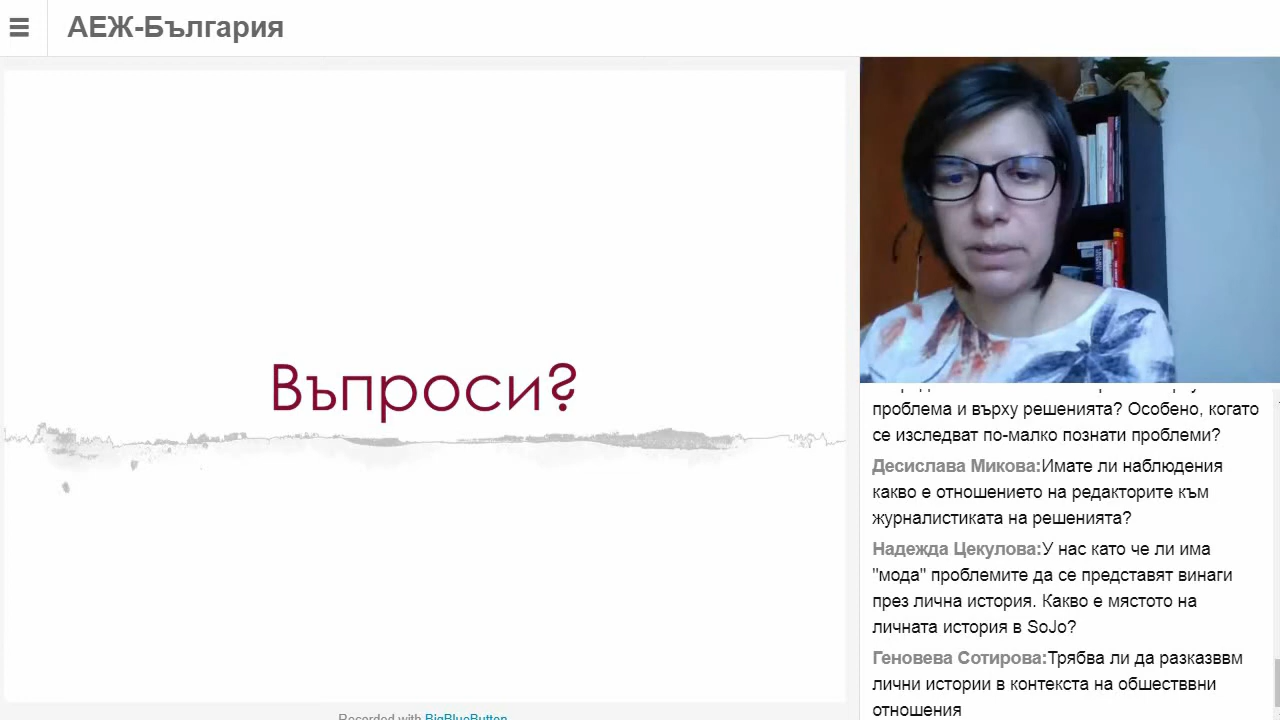 АЕЖ-България
Въпроси?
Recorded with BigBlueButton
проблема и върху решенията? Особено, когато
се изследват по-малко познати проблеми?
Десислава Микова:Имате ли наблюдения
какво е отношението на редакторите към
журналистиката на решенията?
Надежда Цекулова:У нас като че ли има
"мода" проблемите да се представят винаги
през лична история. Какво е мястото на
личната история в SoJo?
Геновева Сотирова:Трябва ли да разказввм
лични истории в контекста на обшестввни
отношения